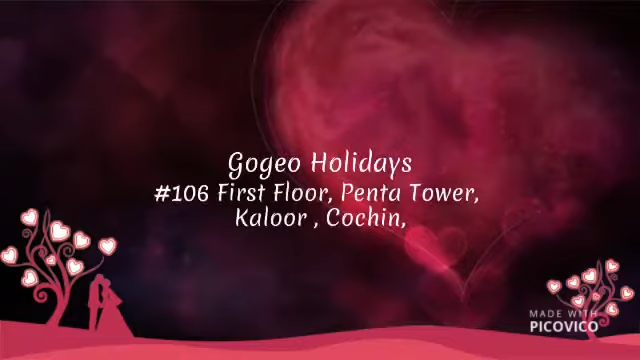 Gogeo Holidays
#106 First Floor, Penta Tower,
Kaloor , Cochin,
MADE WITH
PICOVICO